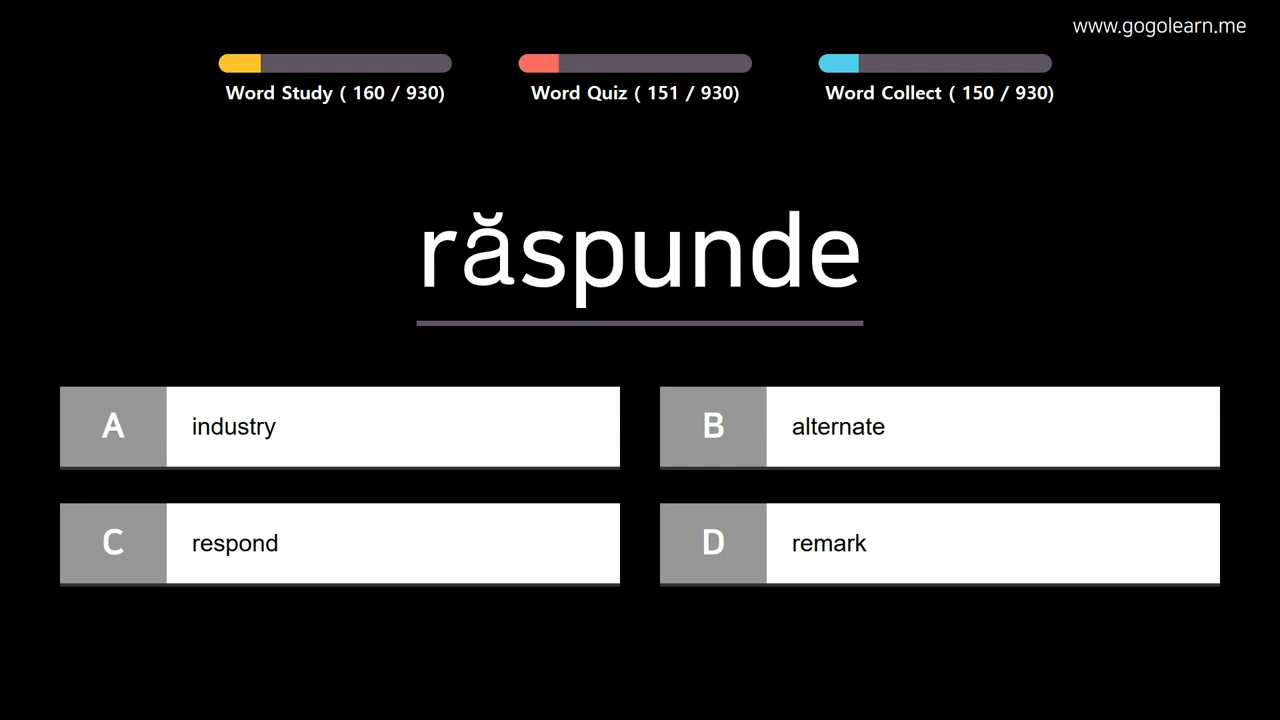 www.gogolearn.me
Word Study ( 160 / 930)
Word Quiz ( 151 / 930)
Word Collect ( 150 / 930)
răspunde
A industry
B alternate
C respond
D remark